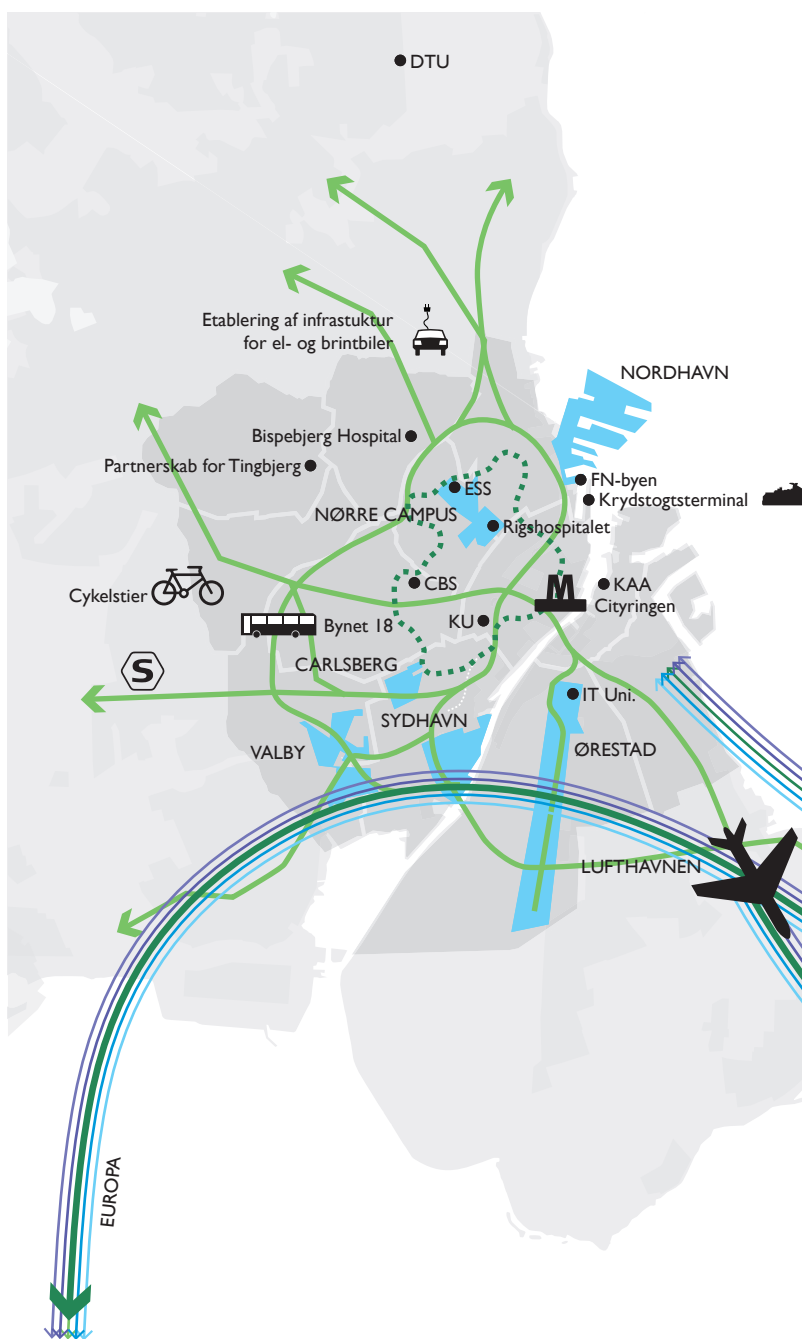 DTU
Etablering af infrastuktur
for el- og brintbiler
NORDHAVN
Bispebjerg Hospital
Partnerskab for Tingbjerg
FN-byen
ESS
Krydstogtsterminal
NØRRE CAMPUS
Rigshospitalet
Cykelstier
CBS
M
KAA
Cityringen
KU
Bynet 18
S
CARLSBERG
IT Uni.
SYDHAVN
VALBY
ØRESTAD
LUFTHAVNEN
EUROPA